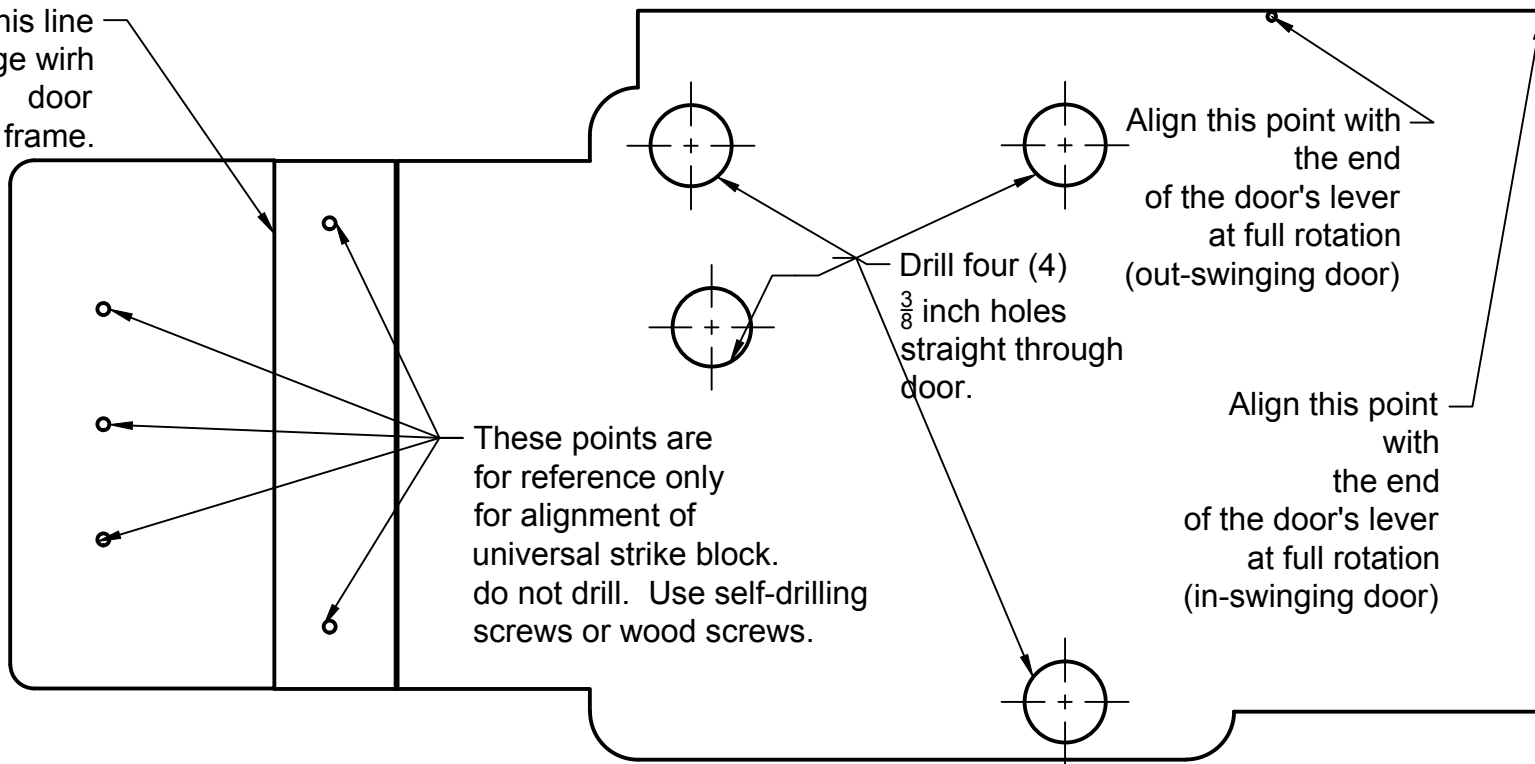 his line
ge wirh
door
frame.
Align this point with
the end
of the door's lever
at full rotation
(out-swinging door)
Drill four (4)
3/8 inch holes
straight through
door.
Align this point
with
the end
of the door's lever
at full rotation
(in-swinging door)
These points are
for reference only
for alignment of
universal strike block.
do not drill.  Use self-drilling
screws or wood screws.